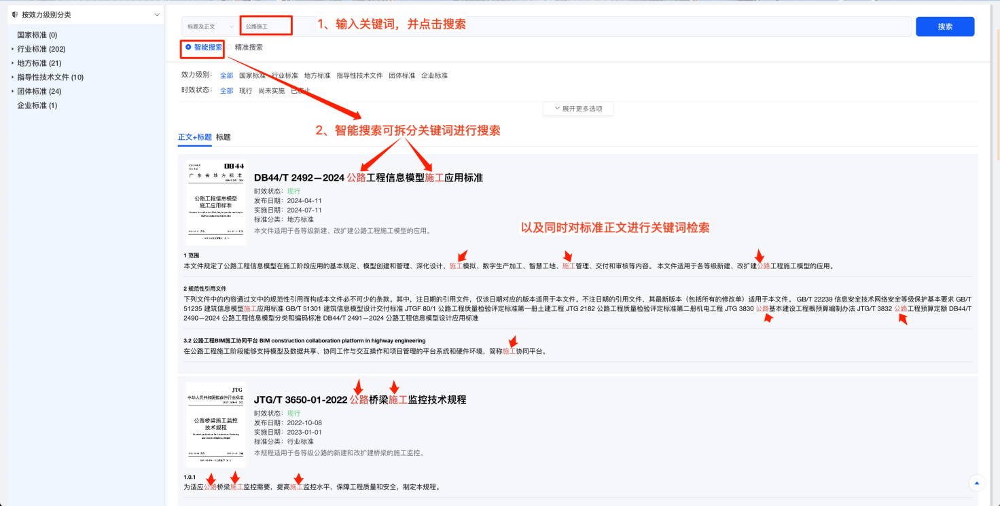 按效力级别分类
国家标准 (0)
行业标准 (202)
地方标准 (21)
指导性技术文件 (10)
团体标准 (24)
企业标准 (1)
标题及正文
公路施工
1、输入关键词，并点击搜索
搜索
智能搜索 精准搜索
效力级别： 全部 国家标准 行业标准 地方标准 指导性技术文件 团体标准 企业标准
时效状态： 全部 现行 尚未实施 已废止
展开更多选项
2、智能搜索可拆分关键词进行搜索
正文+标题 标题
DB44
广东省地方标准
公路工程信息模型
施工应用标准
DB44/T 2492—2024 公路工程信息模型施工应用标准
时效状态： 现行
发布日期： 2024-04-11
实施日期： 2024-07-11
标准分类： 地方标准
本文件适用于各等级新建、改扩建公路工程施工模型的应用。
以及同时对标准正文进行关键词检索
1 范围
本文件规定了公路工程信息模型在施工阶段应用的基本规定、模型创建和管理、深化设计、施工模拟、数字生产加工、智慧工地、施工管理、交付和审核等内容。 本文件适用于各等级新建、改扩建公路工程施工模型的应用。
2 规范性引用文件
下列文件中的内容通过文中的规范性引用而构成本文件必不可少的条款。其中，注日期的引用文件，仅该日期对应的版本适用于本文件。不注日期的引用文件，其最新版本（包括所有的修改单）适用于本文件。 GB/T 22239 信息安全技术网络安全等级保护基本要求 GB/T
51235 建筑信息模型施工应用标准 GB/T 51301 建筑信息模型设计交付标准 JTGF 80/1 公路工程质量检验评定标准第一册土建工程 JTG 2182 公路工程质量检验评定标准第二册机电工程 JTG 3830 公路基本建设工程概预算编制办法 JTG/T 3832 公路工程预算定额 DB44/T
2490—2024 公路工程信息模型分类和编码标准 DB44/T 2491—2024 公路工程信息模型设计应用标准
3.2 公路工程BIM施工协同平台 BIM construction collaboration platform in highway engineering
在公路工程施工阶段能够支持模型及数据共享、协同工作与交互操作和项目管理的平台系统和硬件环境，简称施工协同平台。
JTG
中华人民共和国推荐性行业标准
公路桥梁施工监控
技术规程
JTG/T 3650-01-2022 公路桥梁施工监控技术规程
时效状态： 现行
发布日期： 2022-10-08
实施日期： 2023-01-01
标准分类： 行业标准
本规程适用于各等级公路的新建和改扩建桥梁的施工监控。
1.0.1
为适应公路桥梁施工监控需要，提高施工监控水平，保障工程质量和安全，制定本规程。